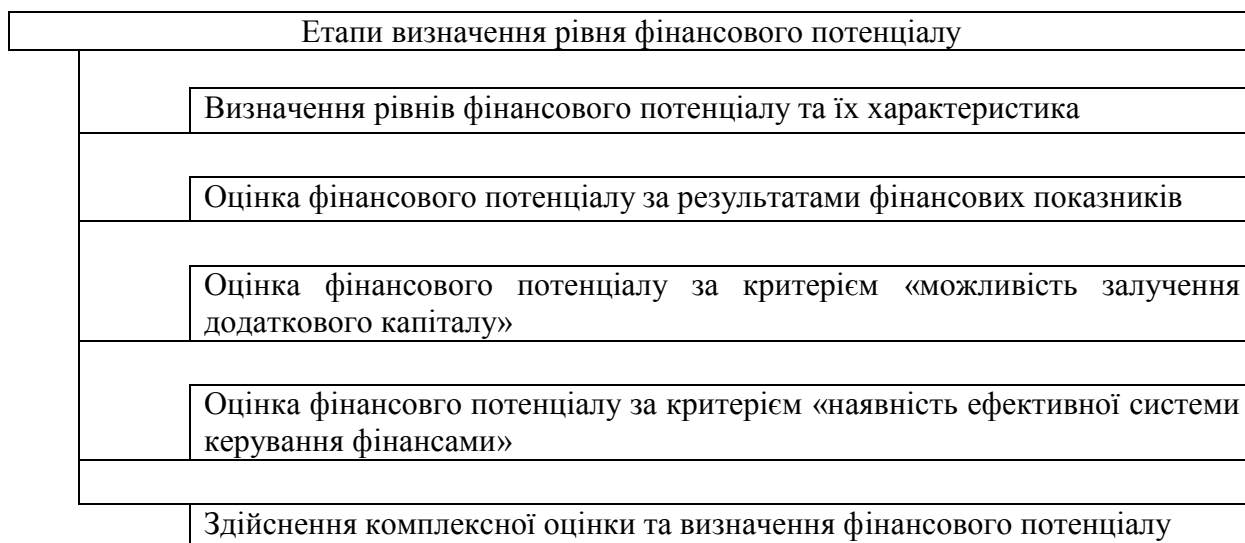 Етапи визначення рівня фінансового потенціалу
Визначення рівнів фінансового потенціалу та їх характеристика
Оцінка фінансового потенціалу за результатами фінансових показників
Оцінка фінансового потенціалу за критерієм «можливість залучення
додаткового капіталу»
Оцінка фінансовго потенціалу за критерієм «наявність ефективної системи
керування фінансами»
Здійснення комплексної оцінки та визначення фінансового потенціалу